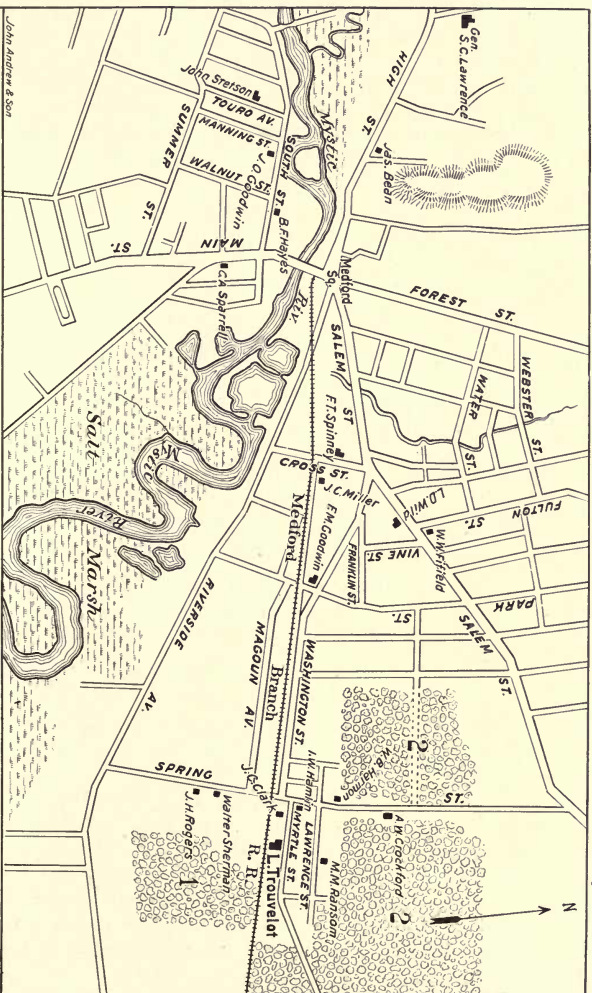 Gen.
S.C. Lawrence
HIGH
ST.
Jas. Bean
John Stetson
TOURO AV.
MANNING ST.
J.O. Goodwin
WALNUT ST.
SOUTH ST.
SUMMER
ST.
Mystic
Riv.
B.F. Hayes
MAIN
ST.
C.A. Sparrel
Medford
Sq.
FOREST ST.
WEBSTER
ST.
WATER
ST.
SALEM
ST
F.T. Spinney
CROSS ST.
J.C. Miller
L.D. Wild
FULTON
ST.
W.W. Fifield
VINE ST.
F.M. Goodwin
FRANKLIN ST.
PARK
ST.
SALEM
ST.
Salt
Marsh
Mystic
River
RIVERSIDE
AV.
MAGOUN AV.
Medford
Branch
R.R.
WASHINGTON ST.
SPRING
ST.
2
W.B. Harmon
I.W. Hamlin
LAWRENCE ST.
MYRTLE ST.
A.W. Crockford
M.M. Ransom
2
J.C. Clark
L. Trouvelot
Walter Sherman
J.H. Rogers
1
N
John Andrew & Son